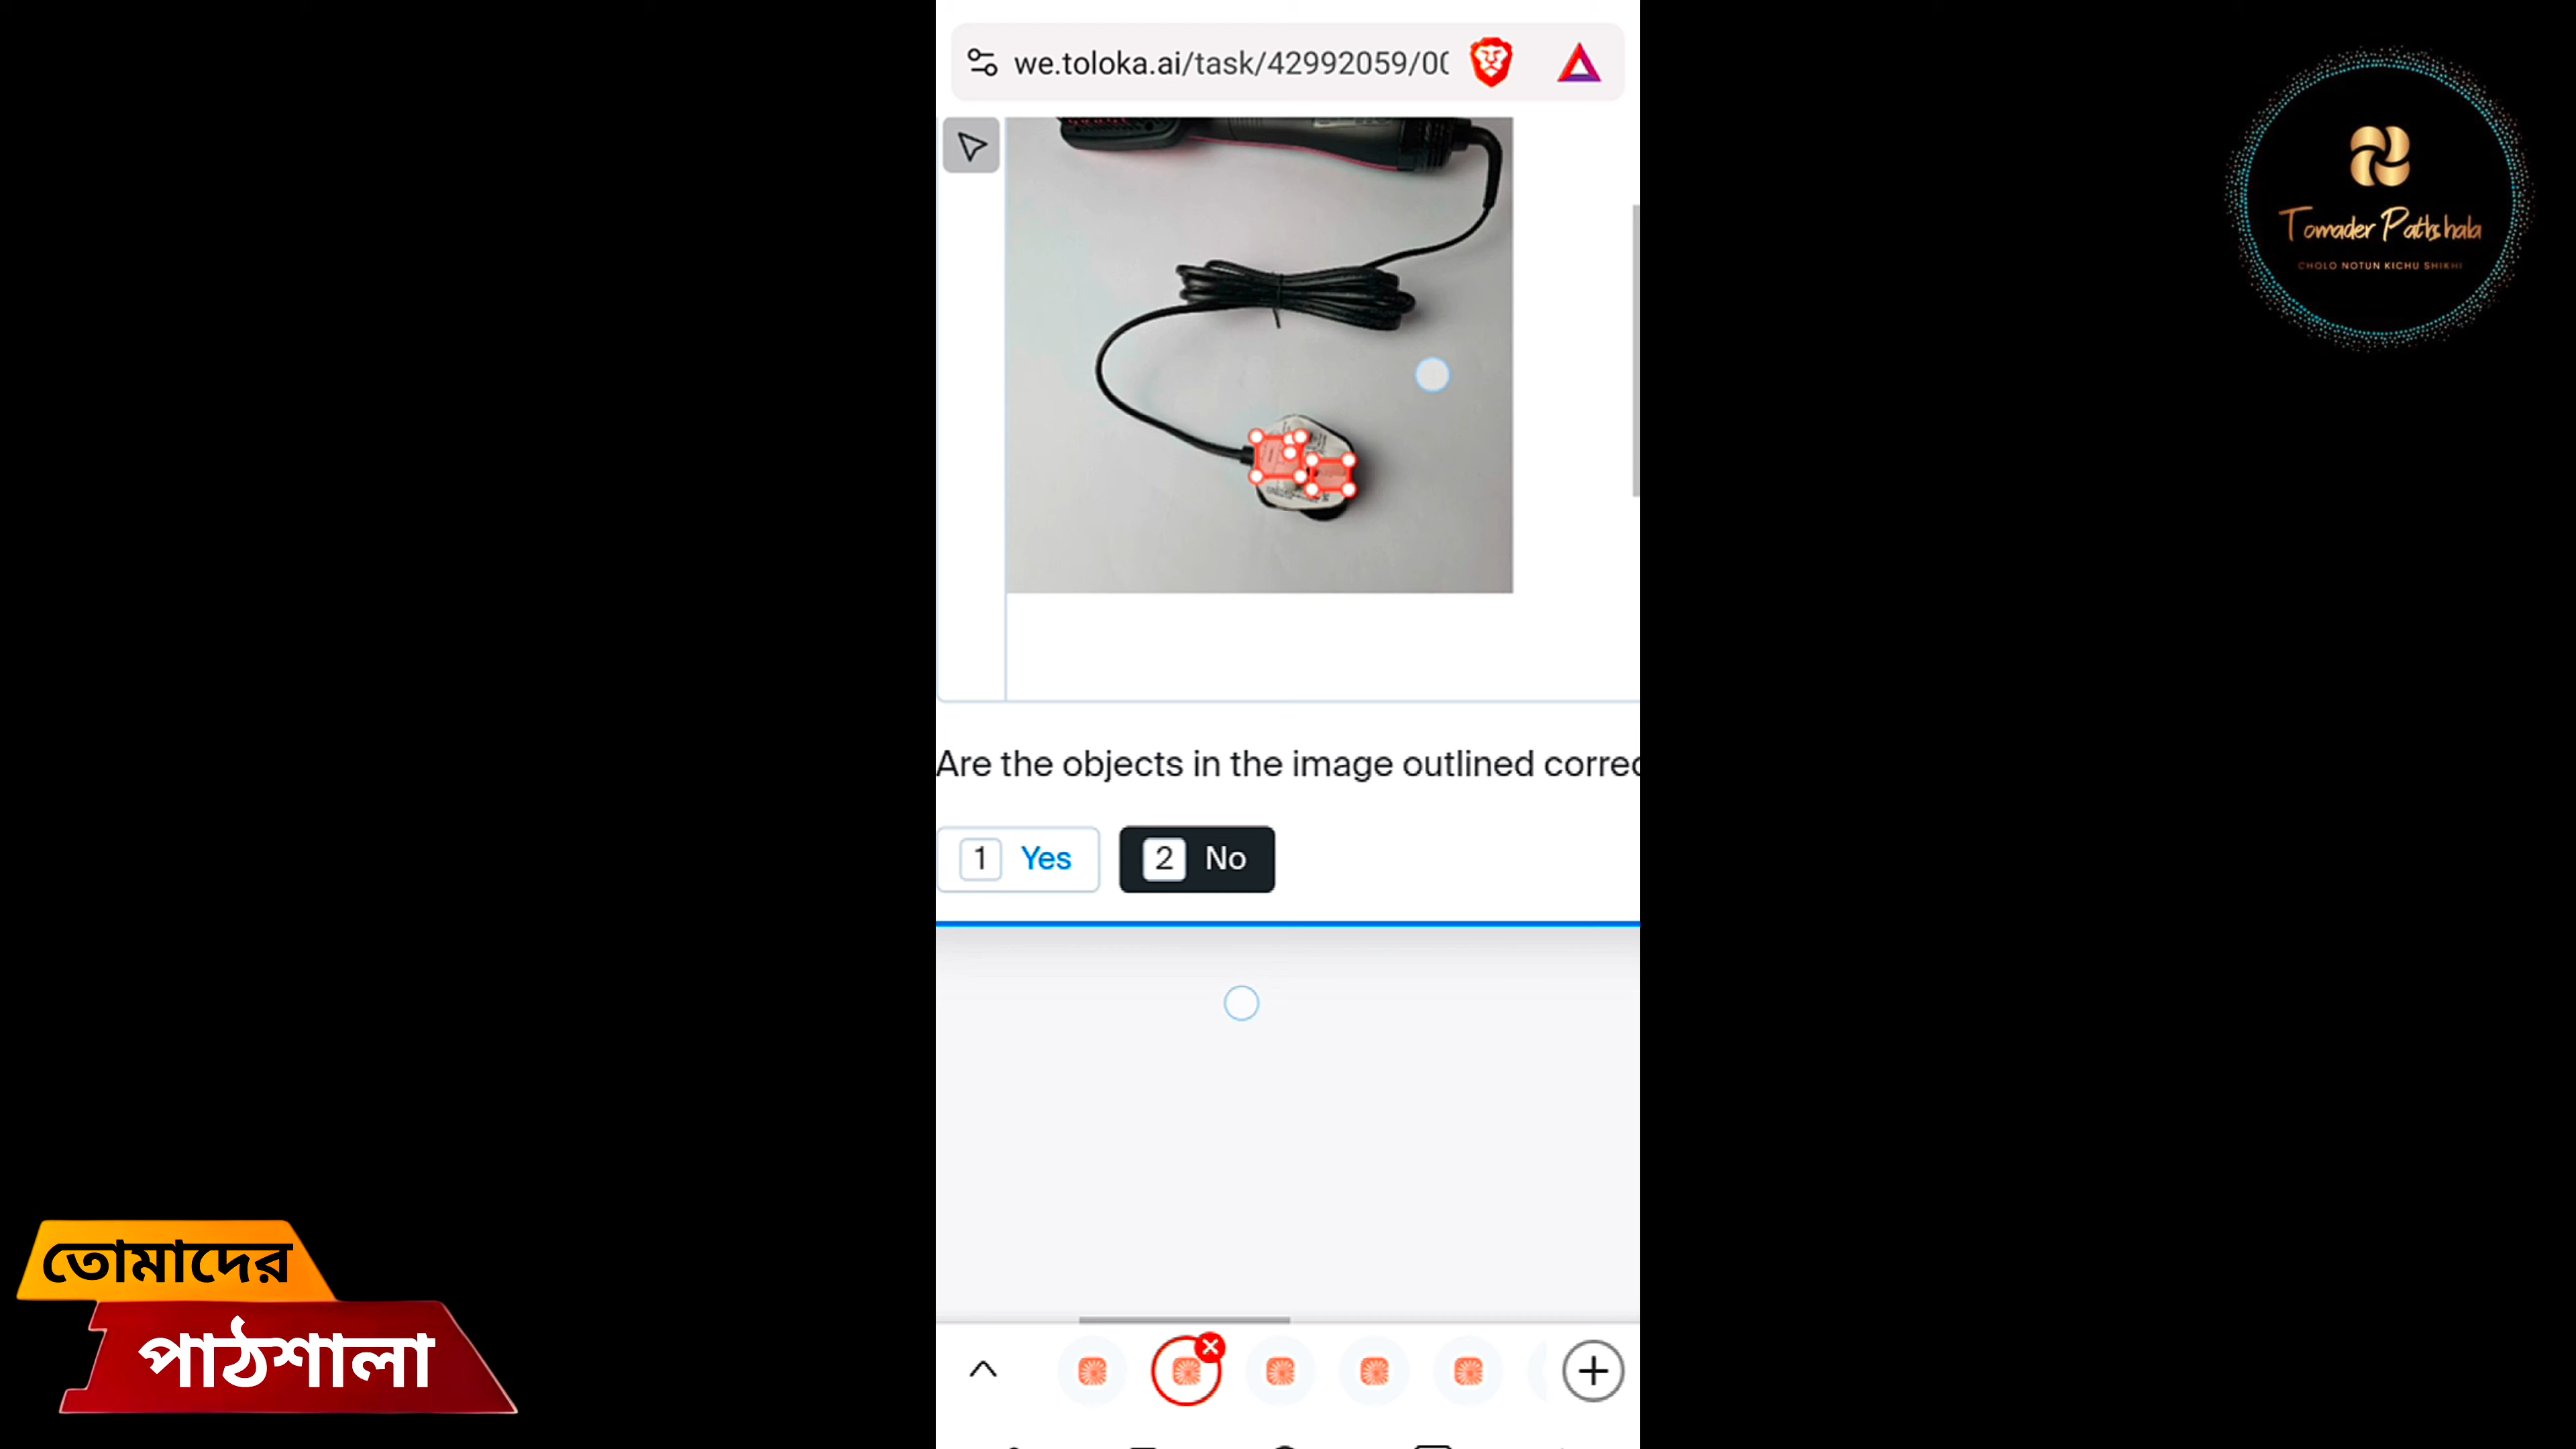 we.toloka.ai/task/42992059/00
Tomader Pathshala
CHOLO NOTUN KICHU SHIKHI
Are the objects in the image outlined correc
1 Yes
2 No
তোমাদের
পাঠশালা